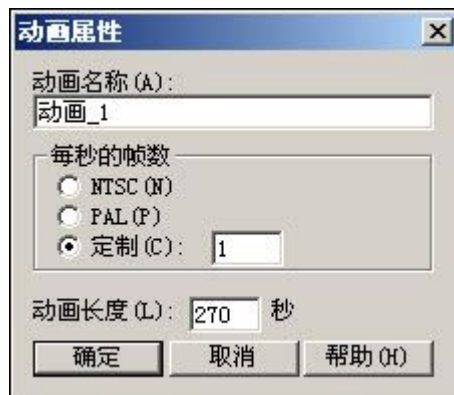 动画属性
动画名称(A):
动画_1
每秒的帧数
NTSC(N)
PAL(P)
定制(C): 1
动画长度(L): 270 秒
确定 取消 帮助(H)